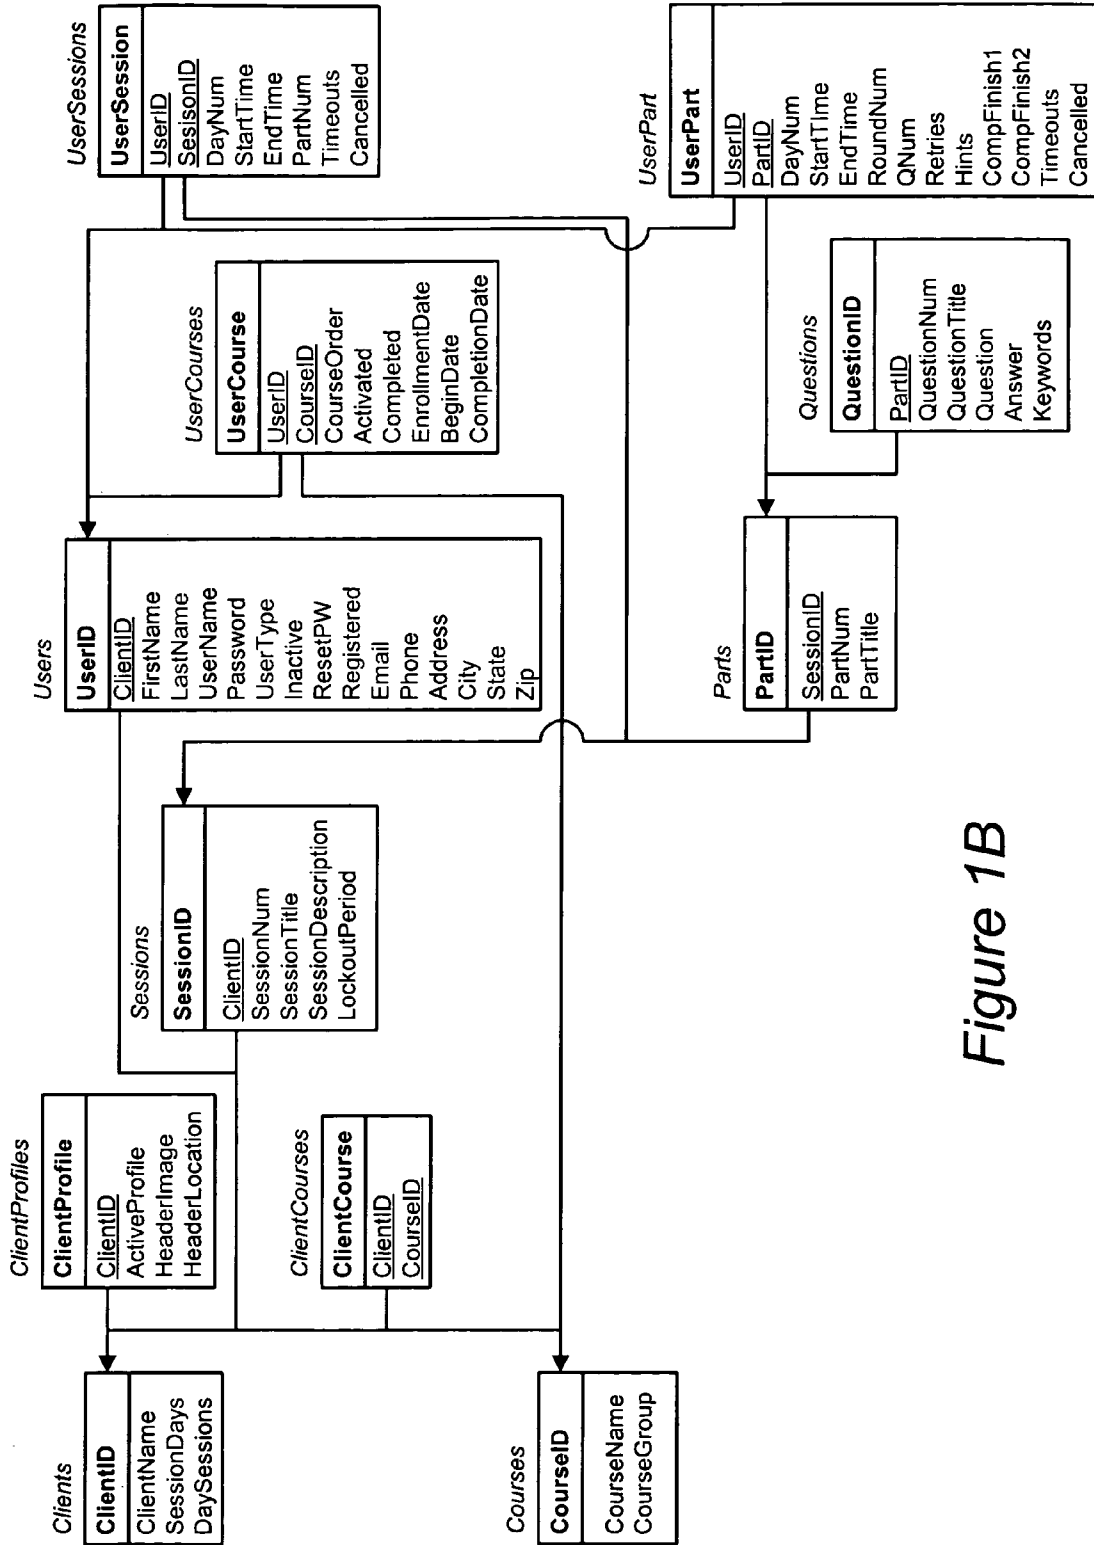 Clients
ClientID
ClientName
SessionDays
DaySessions
Courses
CourseID
CourseName
CourseGroup
ClientProfiles
ClientProfile
ClientID
ActiveProfile
HeaderImage
HeaderLocation
ClientCourses
ClientCourse
ClientID
CourseID
Sessions
SessionID
ClientID
SessionNum
SessionTitle
SessionDescription
LockoutPeriod
Users
UserID
ClientID
FirstName
LastName
UserName
Password
UserType
Inactive
ResetPW
Registered
Email
Phone
Address
City
State
Zip
Parts
PartID
SessionID
PartNum
PartTitle
UserCourses
UserCourse
UserID
CourseID
CourseOrder
Activated
Completed
EnrollmentDate
BeginDate
CompletionDate
Questions
QuestionID
PartID
QuestionNum
QuestionTitle
Question
Answer
Keywords
UserSessions
UserSession
UserID
SesisonID
DayNum
StartTime
EndTime
PartNum
Timeouts
Cancelled
UserPart
UserPart
UserID
PartID
DayNum
StartTIme
EndTime
RoundNum
QNum
Retries
Hints
CompFinish1
CompFinish2
Timeouts
Cancelled
Figure 1B